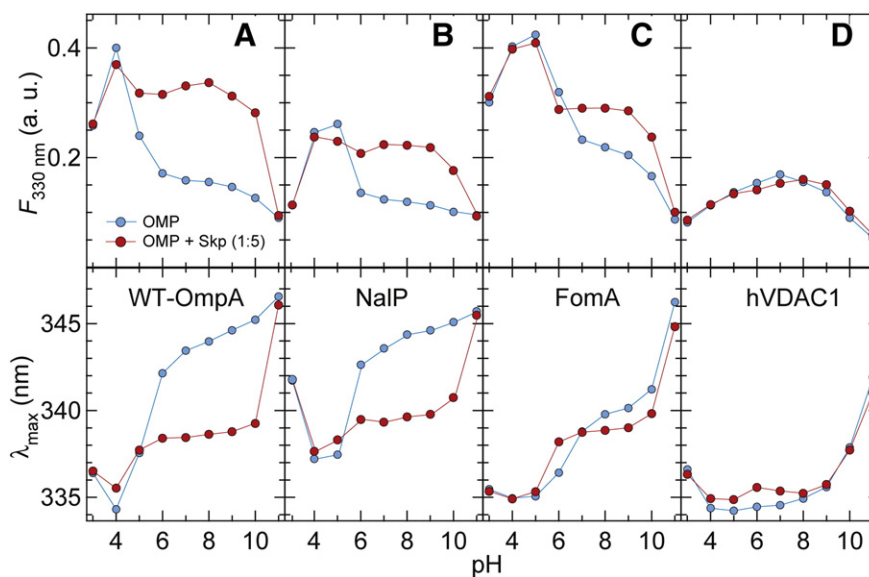 A B C D
F330 nm (a. u.)
0.4
0.2
OMP
OMP + Skp (1:5)
WT-OmpA NalP FomA hVDAC1
λmax (nm)
345
340
335
4 6 8 10 4 6 8 10 4 6 8 10 4 6 8 10
pH